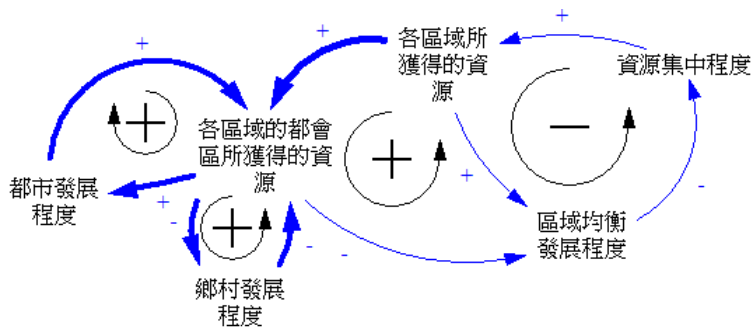 +
+
+
各區域所
獲得的資
源
資源集中程度
各區域的都會
區所獲得的資
源
都市發展
程度
+
-
+
-
區域均衡
發展程度
-
-
鄉村發展
程度